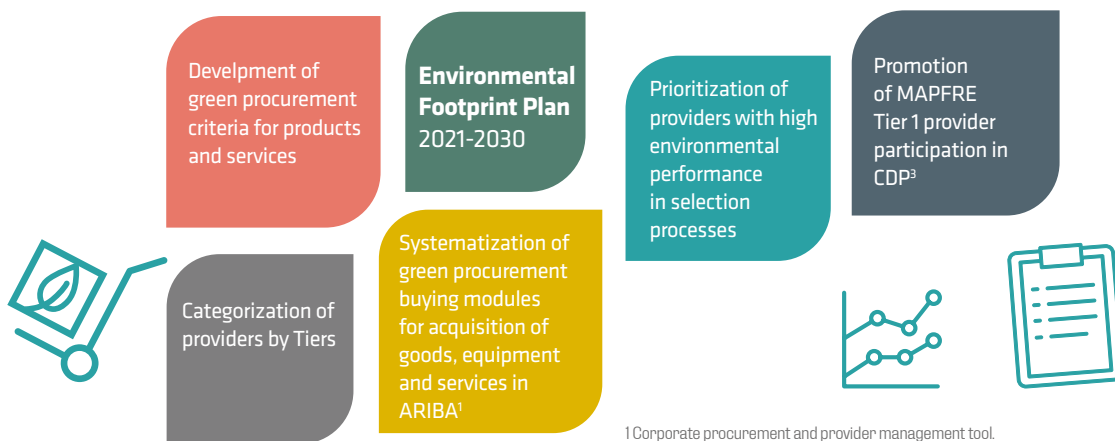 Develpment of
green procurement
criteria for products
and services
Environmental
Footprint Plan
2021-2030
Prioritization of
providers with high
environmental
performance
in selection
processes
Promotion
of MAPFRE
Tier 1 provider
participation in
CDP³
Categorization of
providers by Tiers
Systematization of
green procurement
buying modules
for acquisition of
goods, equipment
and services in
ARIBA¹
1 Corporate procurement and provider management tool.